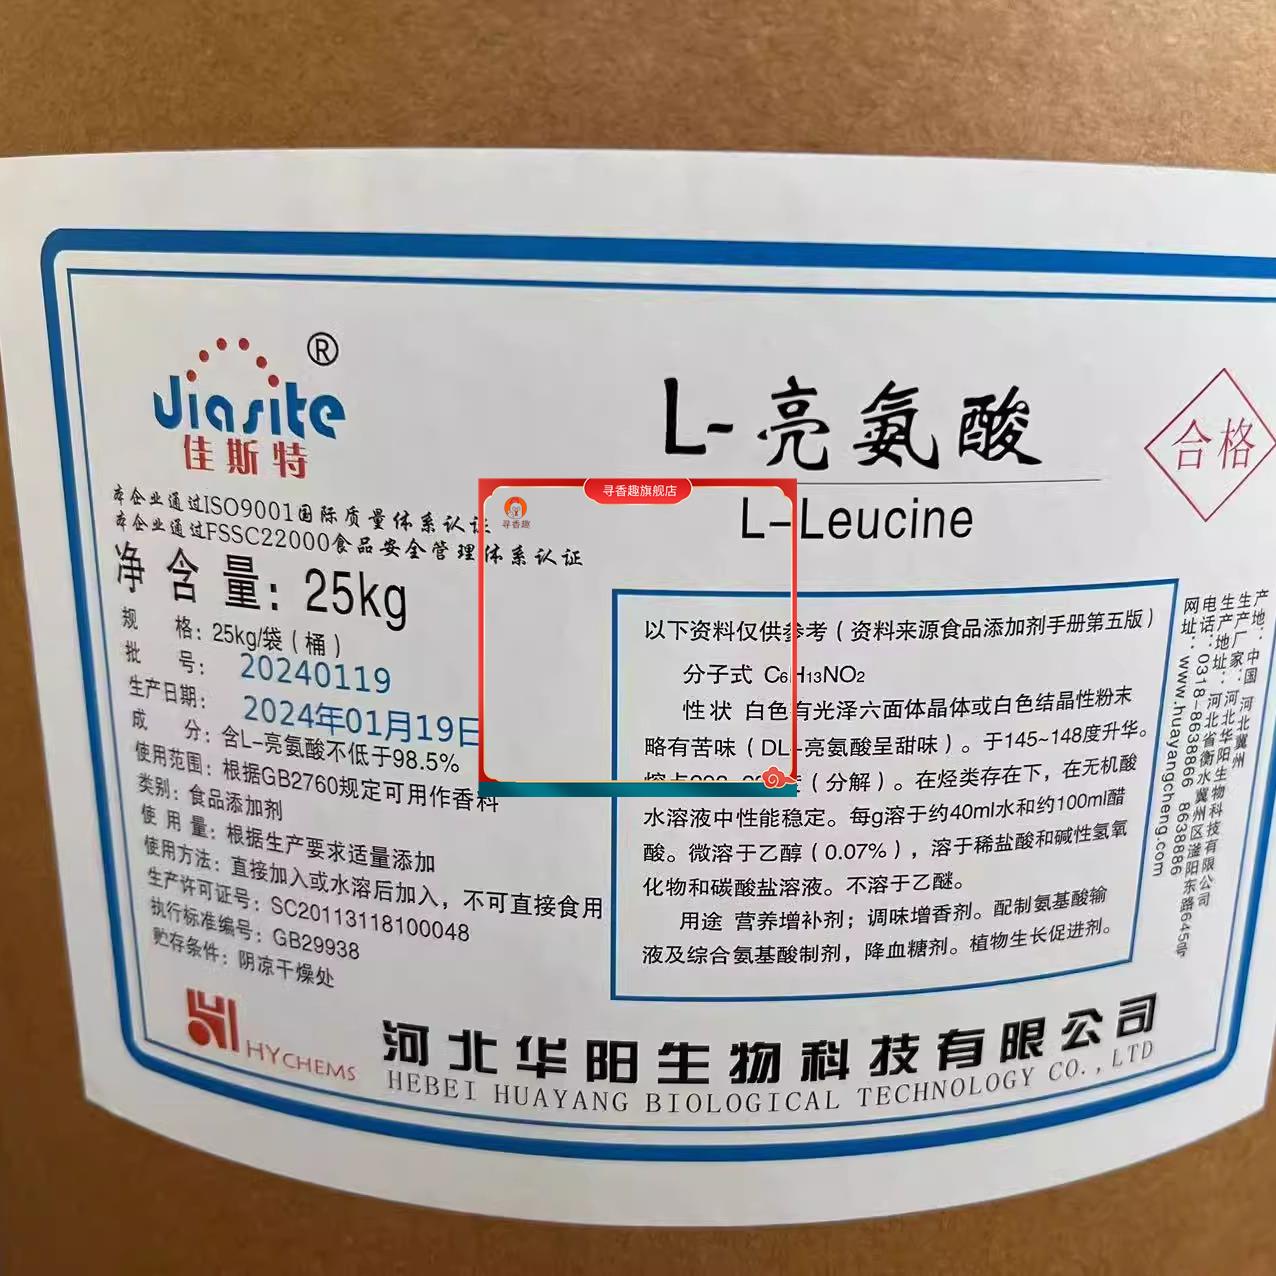 Jiasite®
佳斯特
本企业通过ISO9001国际质量体系认证
本企业通过FSSC22000食品安全管理体系认证
净含量：25kg
规 格：25kg/袋（桶）
批 号：20240119
生产日期：2024年01月19日
成 分：含L-亮氨酸不低于98.5%
使用范围：根据GB2760规定可用作香料
类别：食品添加剂
使 用 量：根据生产要求适量添加
使用方法：直接加入或水溶后加入，不可直接食用
生产许可证号：SC20113118100048
执行标准编号：GB29938
贮存条件：阴凉干燥处
L-亮氨酸
L-Leucine
合格
寻香趣旗舰店
寻香趣
以下资料仅供参考（资料来源食品添加剂手册第五版）
分子式 C6H13NO2
性状 白色有光泽六面体晶体或白色结晶性粉末
略有苦味（DL-亮氨酸呈甜味）。于145~148度升华。
（分解）。在烃类存在下，在无机酸
水溶液中性能稳定。每g溶于约40ml水和约100ml醋
酸。微溶于乙醇（0.07%），溶于稀盐酸和碱性氢氧
化物和碳酸盐溶液。不溶于乙醚。
用途 营养增补剂；调味增香剂。配制氨基酸输
液及综合氨基酸制剂，降血糖剂。植物生长促进剂。
产地：中国 河北冀州
生产厂家：河北华阳生物科技有限公司
生产地址：河北省衡水冀州区滏阳东路645号
电话：0318-8638866 8638886
网址：www.huayangcheng.com
HYCHEMS
河北华阳生物科技有限公司
HEBEI HUAYANG BIOLOGICAL TECHNOLOGY CO.,LTD